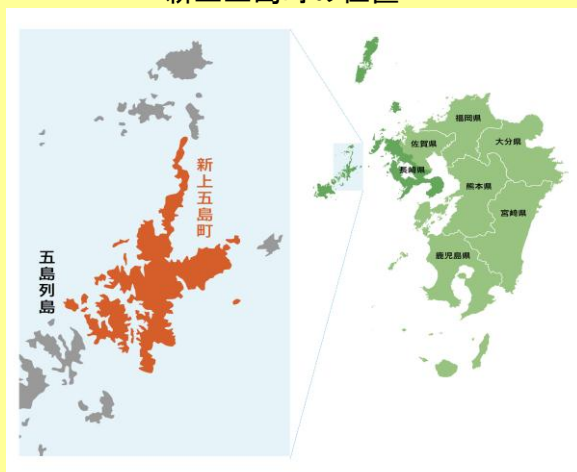 新上五島町の位置
新上五島町
五島列島
福岡県
佐賀県
大分県
長崎県
熊本県
宮崎県
鹿児島県